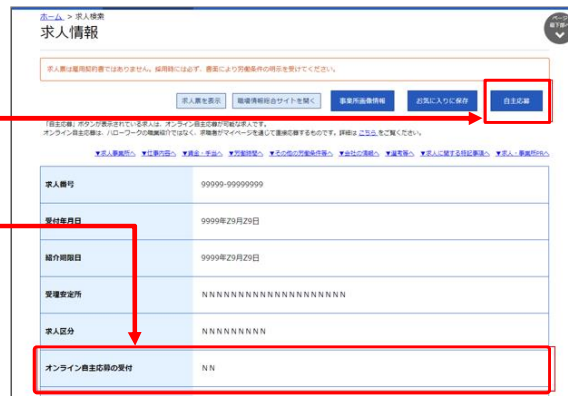 ホーム > 求人検索
求人情報
ページ
最下部へ
求人票は雇用契約書ではありません。採用時には必ず、書面により労働条件の明示を受けてください。
求人票を表示 職場情報総合サイトを開く 事業所画像情報 お気に入りに保存 自主応募
「自主応募」ボタンが表示されている求人は、オンライン自主応募が可能な求人です。
オンライン自主応募は、ハローワークの職業紹介ではなく、求職者がマイページを通じて直接応募するものです。詳細は こちら をご覧ください。
▼求人事業所へ ▼仕事内容へ ▼賃金・手当へ ▼労働時間へ ▼その他の労働条件等へ ▼会社の情報へ ▼選考等へ ▼求人に関する特記事項へ ▼求人・事業所PRへ
求人番号 99999-99999999
受付年月日 9999年Z9月Z9日
紹介期限日 9999年Z9月Z9日
受理安定所 ＮＮＮＮＮＮＮＮＮＮＮＮＮＮＮＮＮＮＮＮ
求人区分 ＮＮＮＮＮＮＮＮＮ
オンライン自主応募の受付 ＮＮ